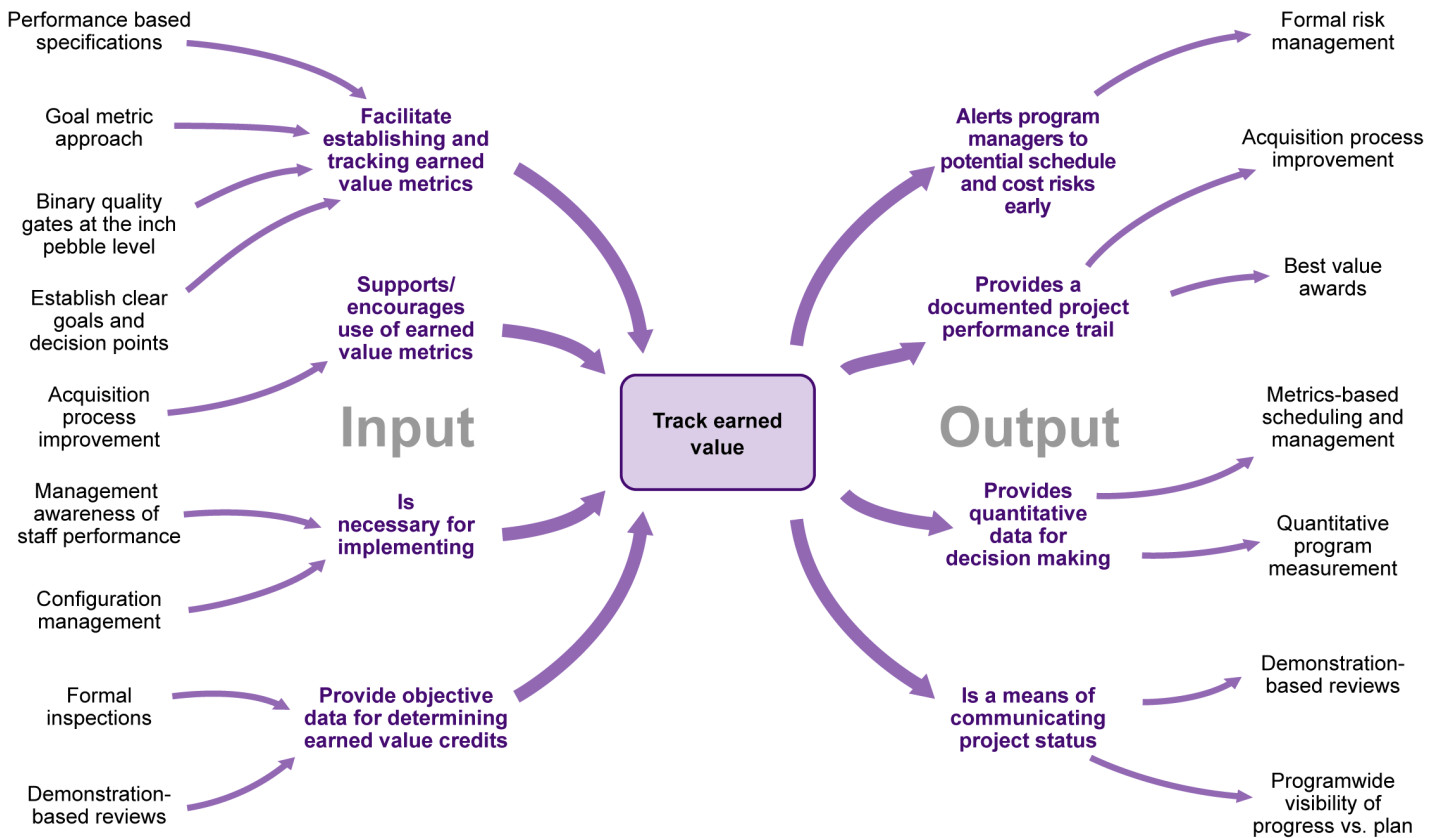 Performance based
specifications
Goal metric
approach
Binary quality
gates at the inch
pebble level
Establish clear
goals and
decision points
Acquisition
process
improvement
Management
awareness of
staff performance
Configuration
management
Formal
inspections
Demonstration-
based reviews
Facilitate
establishing and
tracking earned
value metrics
Supports/
encourages
use of earned
value metrics
Input
Is
necessary for
implementing
Provide objective
data for determining
earned value credits
Track earned
value
Alerts program
managers to
potential schedule
and cost risks
early
Provides a
documented project
performance trail
Output
Provides
quantitative
data for
decision making
Is a means of
communicating
project status
Formal risk
management
Acquisition process
improvement
Best value
awards
Metrics-based
scheduling and
management
Quantitative
program
measurement
Demonstration-
based reviews
Programwide
visibility of
progress vs. plan